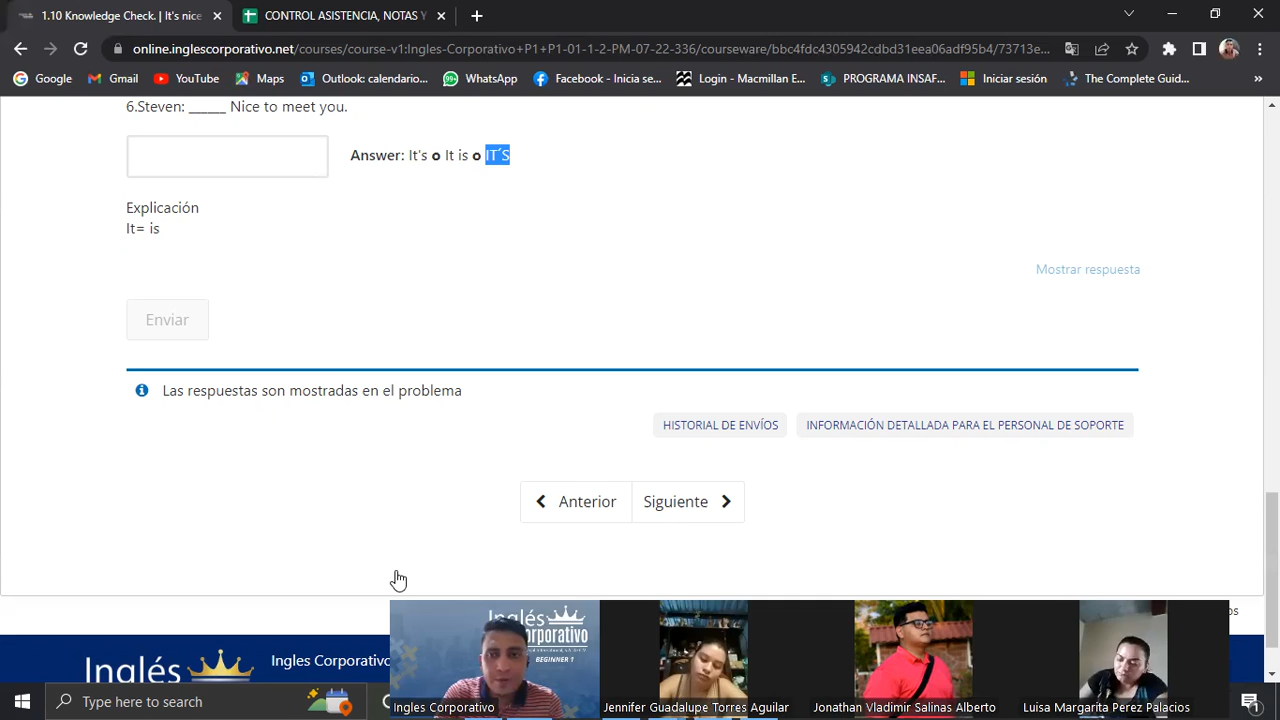 1.10 Knowledge Check | It's nice
CONTROL ASISTENCIA, NOTAS Y
online.inglescorporativo.net/courses/course-v1:Ingles-Corporativo+P1+P1-01-1-2-PM-07-22-336/courseware/bbc4fdc4305942cdbd31eea06adf95b4/73713e...
Google
Gmail
YouTube
Maps
Outlook: calendario...
WhatsApp
Facebook - Inicia se...
Login - Macmillan E...
PROGRAMA INSAF...
Iniciar sesión
The Complete Guid...
6.Steven: ______ Nice to meet you.
Answer: It's o It is o IT´S
Explicación
It= is
Mostrar respuesta
Enviar
Las respuestas son mostradas en el problema
HISTORIAL DE ENVÍOS
INFORMACIÓN DETALLADA PARA EL PERSONAL DE SOPORTE
Anterior
Siguiente
Inglés
Ingles Corporativo
Inglés
orporativo
BEGINNER 1
Type here to search
Ingles Corporativo
Jennifer Guadalupe Torres Aguilar
Jonathan Vladimir Salinas Alberto
Luisa Margarita Perez Palacios